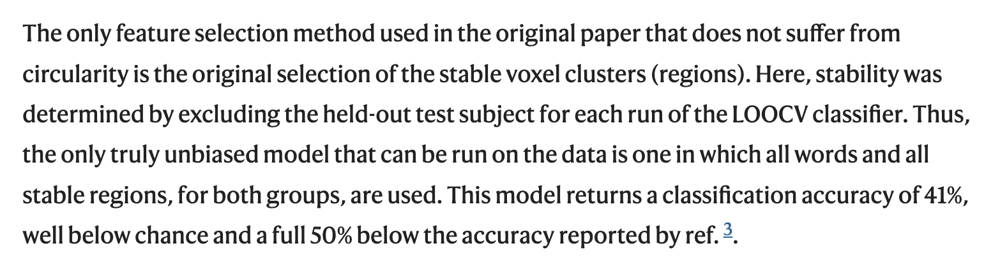 The only feature selection method used in the original paper that does not suffer from
circularity is the original selection of the stable voxel clusters (regions). Here, stability was
determined by excluding the held-out test subject for each run of the LOOCV classifier. Thus,
the only truly unbiased model that can be run on the data is one in which all words and all
stable regions, for both groups, are used. This model returns a classification accuracy of 41%,
well below chance and a full 50% below the accuracy reported by ref. 3.